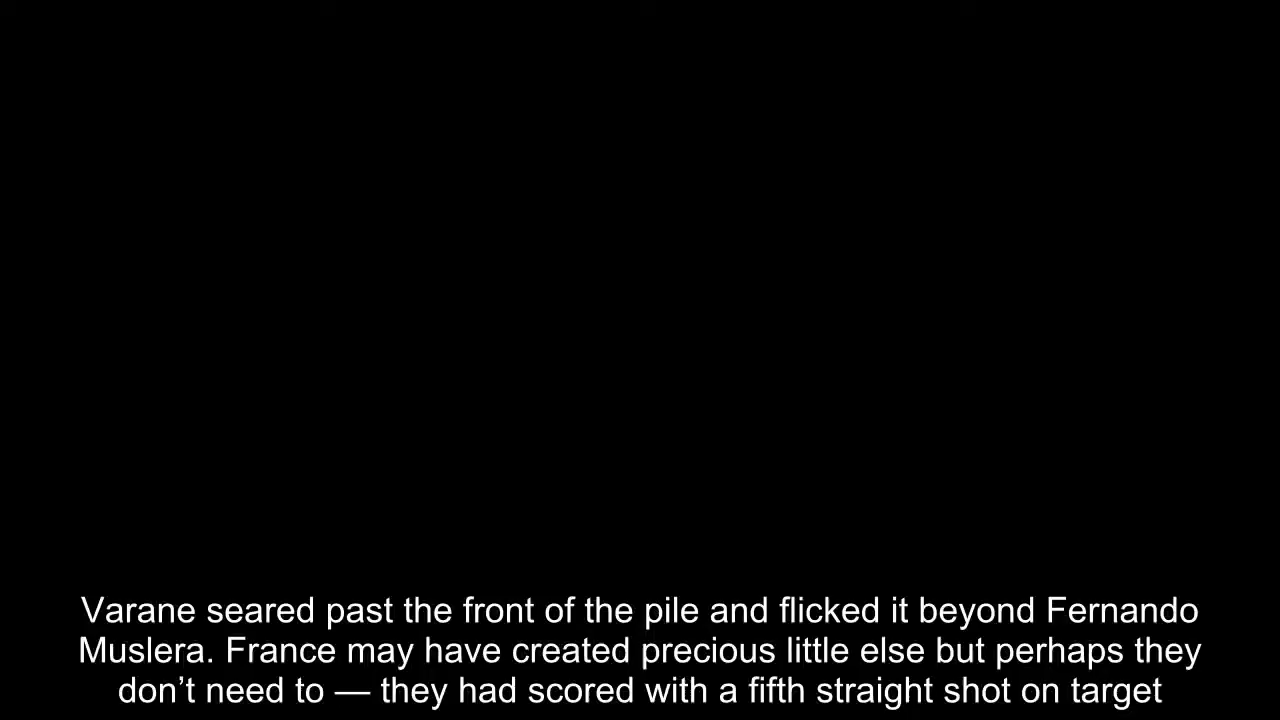 Varane seared past the front of the pile and flicked it beyond Fernando
Muslera. France may have created precious little else but perhaps they
don’t need to — they had scored with a fifth straight shot on target